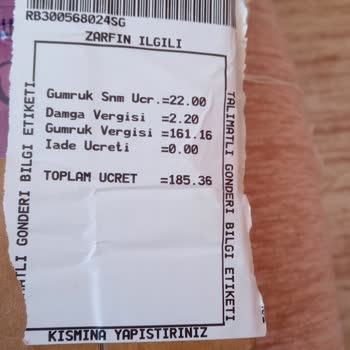 RB300568024SG
ZARFIN ILGILI
Gumruk Snm Ucr.=22.00
Damga Vergisi =2.20
Gumruk Vergisi =161.16
Iade Ucreti =0.00
TOPLAM UCRET =185.36
TALIMATLI GONDERI BILGI ETIKETI
MATLI GONDERI BILGI ETIKETI
KISMINA YAPISTIRINIZ